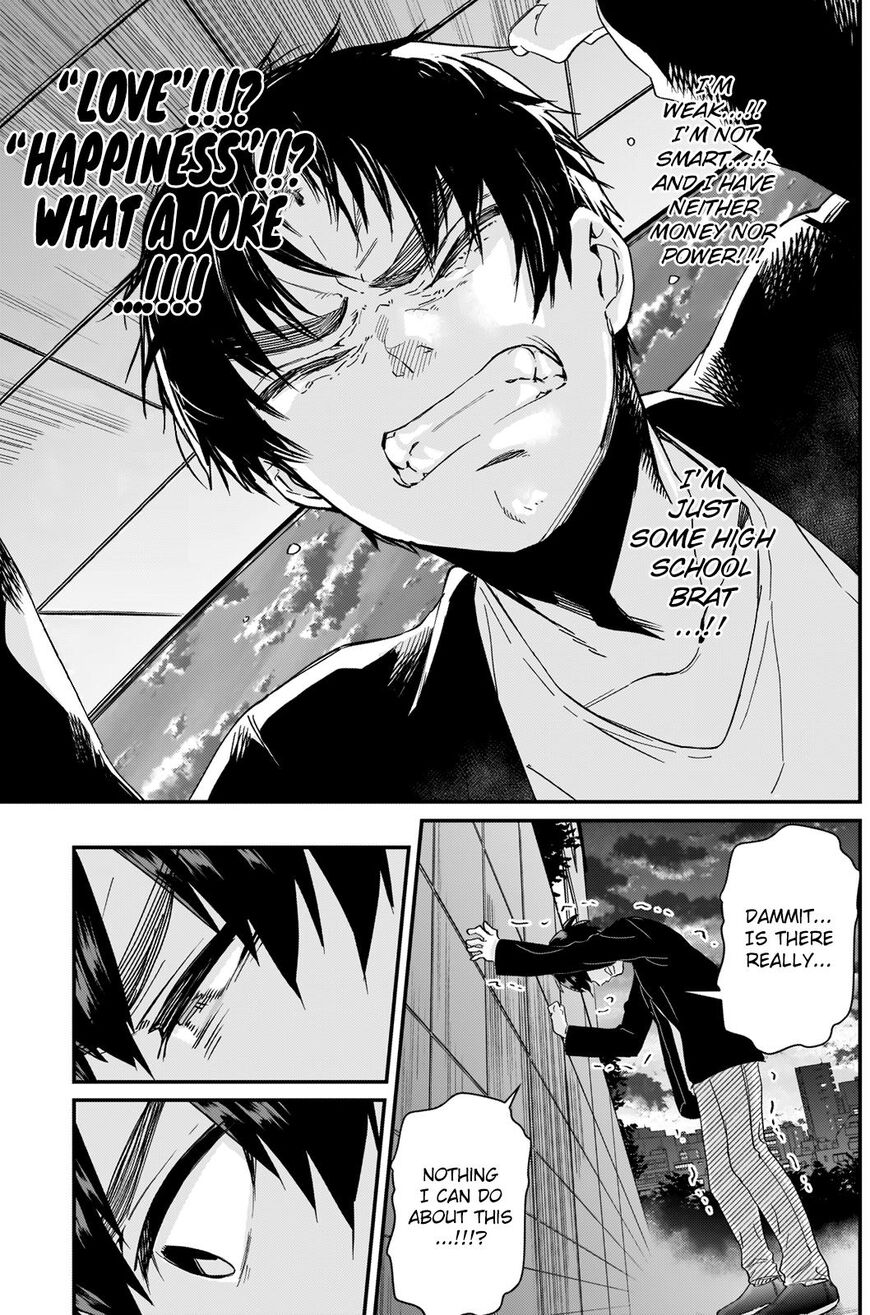 I'M
WEAK...!!
I'M NOT
SMART...!!
AND I HAVE
NEITHER
MONEY NOR
POWER!!!
"LOVE"!!!?
"HAPPINESS"!!?
WHAT A JOKE
....!!!!
I'M
JUST
SOME HIGH
SCHOOL
BRAT
...!!
DAMMIT...
IS THERE
REALLY...
NOTHING
I CAN DO
ABOUT THIS
...!!!?